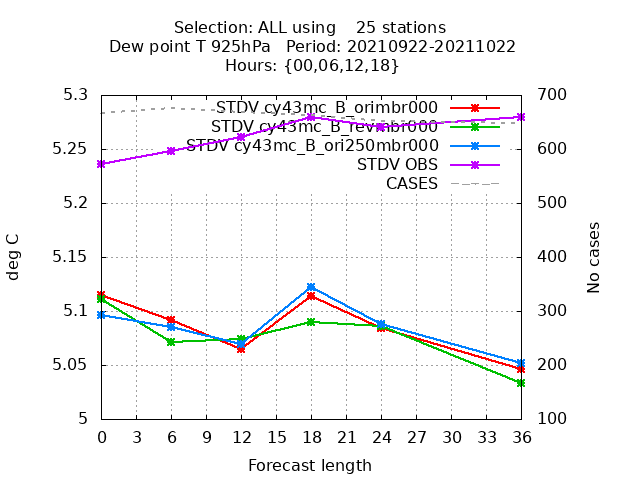 Selection: ALL using    25 stations
Dew point T 925hPa   Period: 20210922-20211022
Hours: {00,06,12,18}
5.3
5.25
5.2
5.15
5.1
5.05
5
deg C
STDV cy43mc_B_orimbr000
STDV cy43mc_B_revmbr000
STDV cy43mc_B_ori250mbr000
STDV OBS
CASES
700
600
500
400
300
200
100
No cases
0 3 6 9 12 15 18 21 24 27 30 33 36
Forecast length